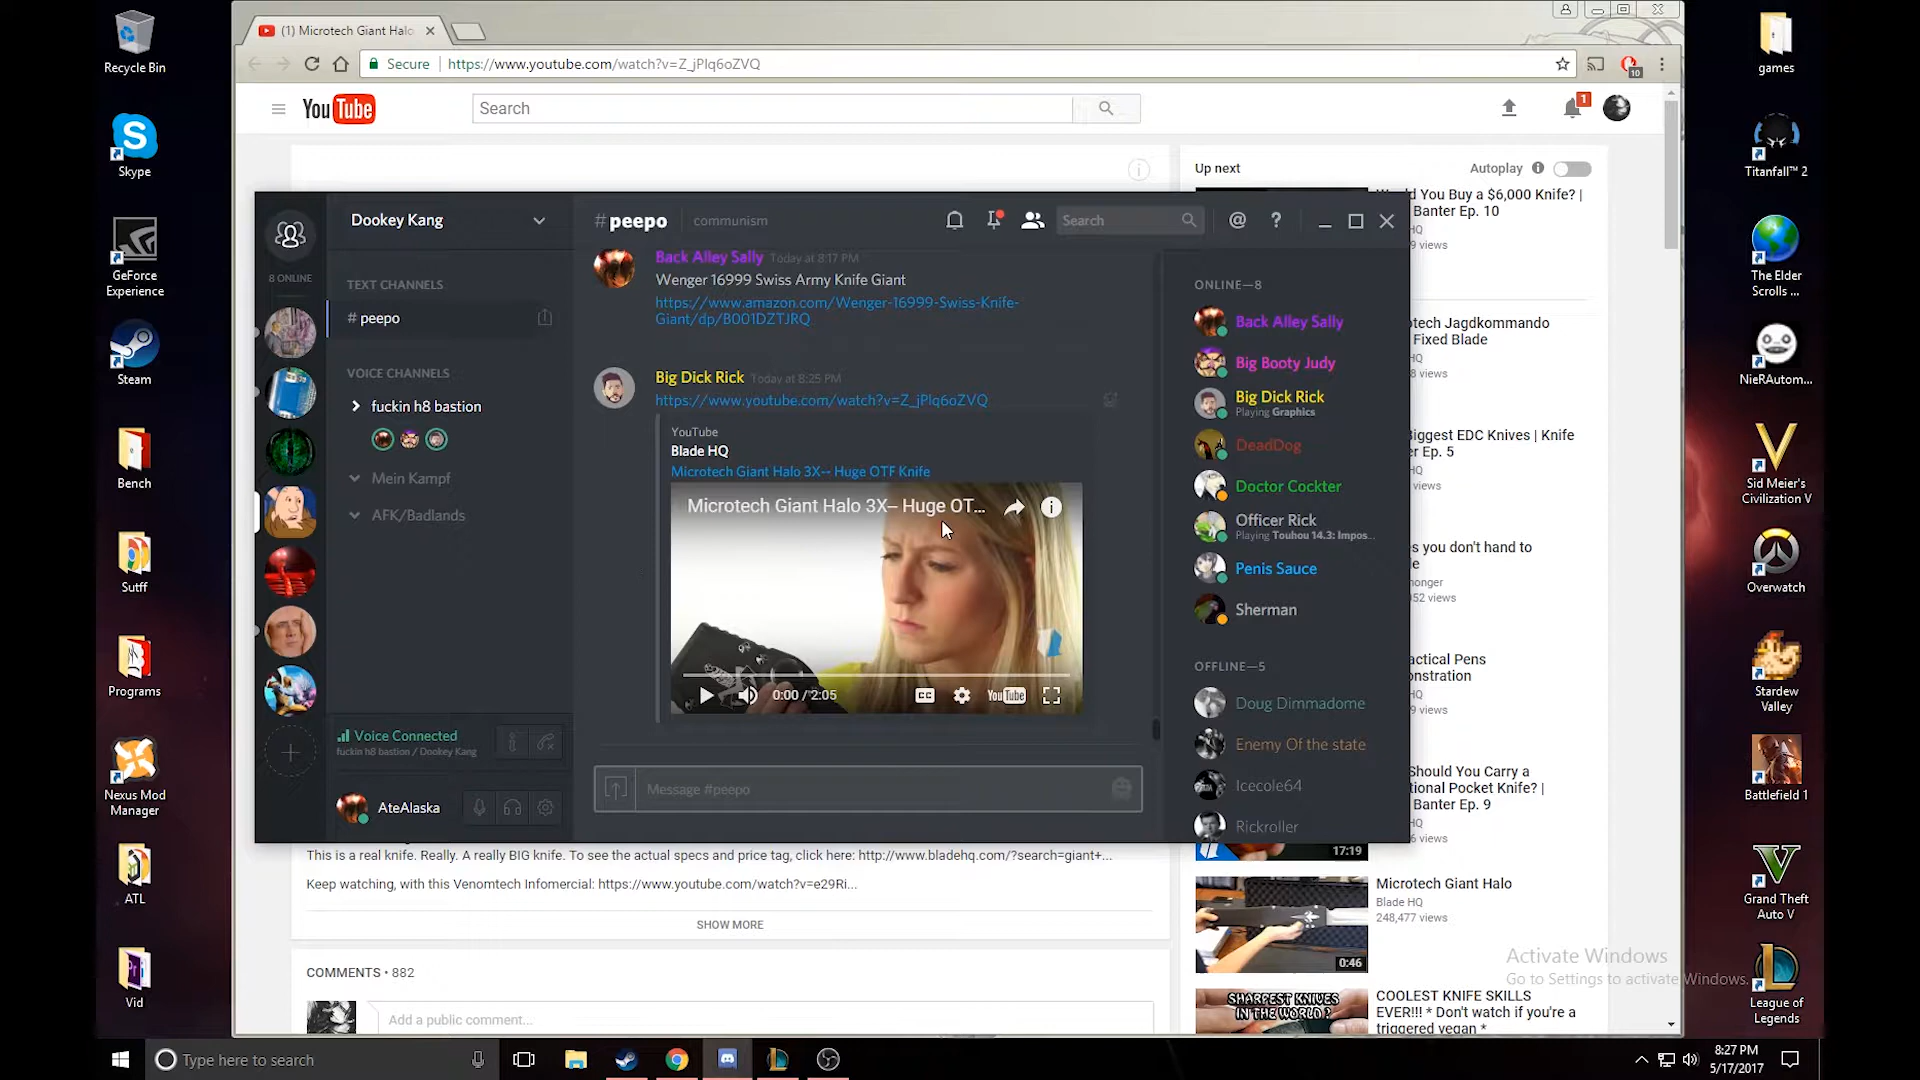 Recycle Bin
Skype
GeForce
Experience
Steam
Bench
Sutff
Programs
Nexus Mod
Manager
ATL
Vid
(1) Microtech Giant Halo
Secure
https://www.youtube.com/watch?v=Z_jPlq6oZVQ
10
YouTube
Search
1
Up next
Autoplay
You Buy a $6,000 Knife? |
Banter Ep. 10
9 views
otech Jagdkommando
Fixed Blade
HQ
8 views
Biggest EDC Knives | Knife
er Ep. 5
views
s you don't hand to
nonger
952 views
actical Pens
onstration
HQ
9 views
Should You Carry a
tional Pocket Knife? |
Banter Ep. 9
HQ
6 views
17:19
Microtech Giant Halo
Blade HQ
248,477 views
0:46
SHARPEST KNIVES
IN THE WORLD?
COOLEST KNIFE SKILLS
EVER!!! * Don't watch if you're a
triggered vegan *
8 ONLINE
Dookey Kang
TEXT CHANNELS
# peepo
VOICE CHANNELS
fuckin h8 bastion
Mein Kampf
AFK/Badlands
Voice Connected
fuckin h8 bastion / Dookey Kang
AteAlaska
#peepo
communism
Search
Back Alley Sally Today at 8:17 PM
Wenger 16999 Swiss Army Knife Giant
https://www.amazon.com/Wenger-16999-Swiss-Knife-
Giant/dp/B001DZTJRQ
Big Dick Rick Today at 8:25 PM
https://www.youtube.com/watch?v=Z_jPlq6oZVQ
YouTube
Blade HQ
Microtech Giant Halo 3X-- Huge OTF Knife
Microtech Giant Halo 3X-- Huge OT...
0:00 / 2:05
CC
YouTube
Message #peepo
ONLINE—8
Back Alley Sally
Big Booty Judy
Big Dick Rick
Playing Graphics
DeadDog
Doctor Cockter
Officer Rick
Playing Touhou 14.3: Impos...
Penis Sauce
Sherman
OFFLINE—5
Doug Dimmadome
Enemy Of the state
Icecole64
Rickroller
This is a real knife. Really. A really BIG knife. To see the actual specs and price tag, click here: http://www.bladehq.com/?search=giant+...
Keep watching, with this Venomtech Infomercial: https://www.youtube.com/watch?v=e29Ri...
SHOW MORE
COMMENTS • 882
Add a public comment...
Activate Windows
Go to Settings to activate Windows.
games
Titanfall™ 2
The Elder
Scrolls ...
NieRAutom...
Sid Meier's
Civilization V
Overwatch
Stardew
Valley
Battlefield 1
Grand Theft
Auto V
League of
Legends
Type here to search
8:27 PM
5/17/2017